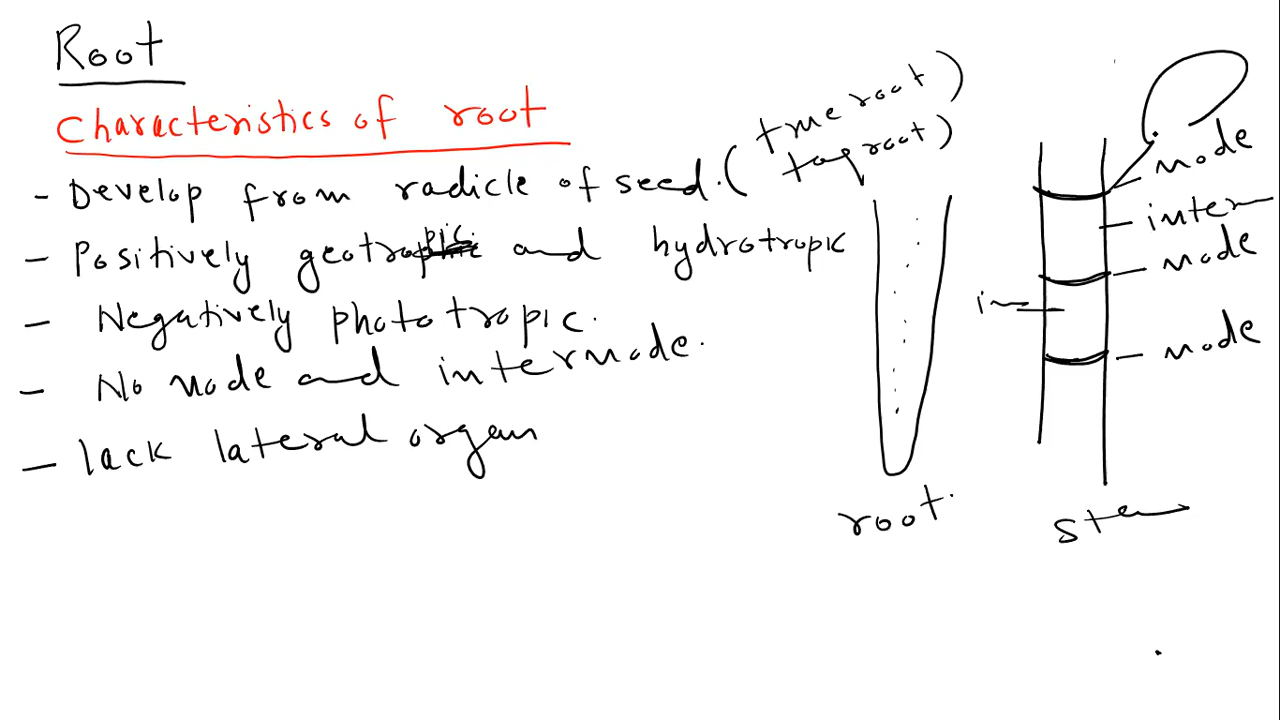 Root
Characteristics of root
- Develop from radicle of seed. (true root)
tap root)
- Positively geotropic and hydrotropic
- Negatively phototropic.
- No node and internode.
- lack lateral organ
root.
node
inter
node
node
in
stem